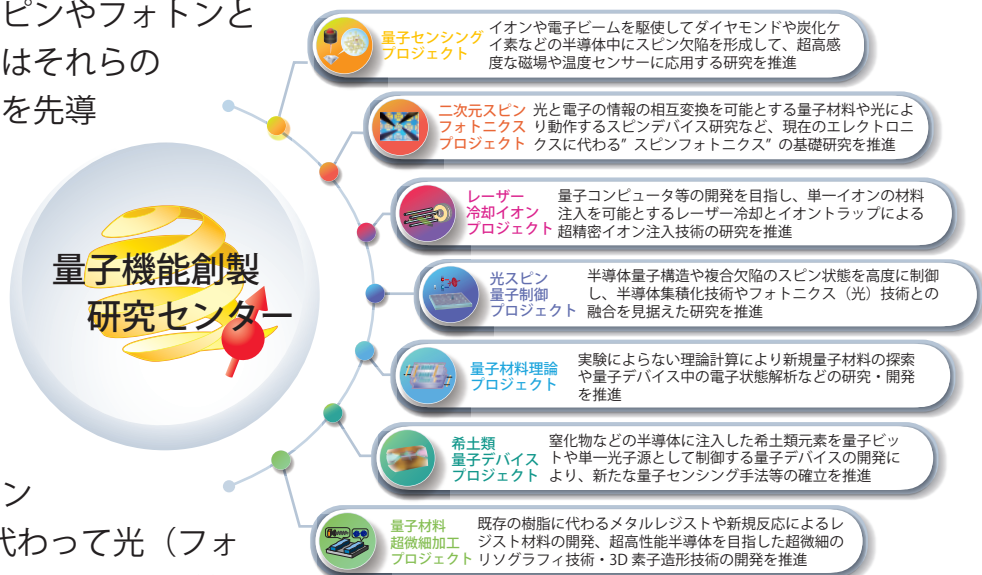 ピンやフォトンと
はそれらの
を先導
量子機能創製
研究センター
量子センシング
プロジェクト
イオンや電子ビームを駆使してダイヤモンドや炭化ケ
イ素などの半導体中にスピン欠陥を形成して、超高感
度な磁場や温度センサーに応用する研究を推進
二次元スピン
フォトニクス
プロジェクト
光と電子の情報の相互変換を可能とする量子材料や光によ
り動作するスピンデバイス研究など、現在のエレクトロニ
クスに代わる”スピンフォトニクス”の基礎研究を推進
レーザー
冷却イオン
プロジェクト
量子コンピュータ等の開発を目指し、単一イオンの材料
注入を可能とするレーザー冷却とイオントラップによる
超精密イオン注入技術の研究を推進
光スピン
量子制御
プロジェクト
半導体量子構造や複合欠陥のスピン状態を高度に制御
し、半導体集積化技術やフォトニクス（光）技術との
融合を見据えた研究を推進
量子材料理論
プロジェクト
実験によらない理論計算により新規量子材料の探索
や量子デバイス中の電子状態解析などの研究・開発
を推進
希土類
量子デバイス
プロジェクト
窒化物などの半導体に注入した希土類元素を量子ビッ
トや単一光子源として制御する量子デバイスの開発に
より、新たな量子センシング手法等の確立を推進
量子材料
超微細加工
プロジェクト
既存の樹脂に代わるメタルレジストや新規反応によるレ
ジスト材料の開発、超高性能半導体を目指した超微細の
リソグラフィ技術・3D 素子造形技術の開発を推進
ン
代わって光（フォ